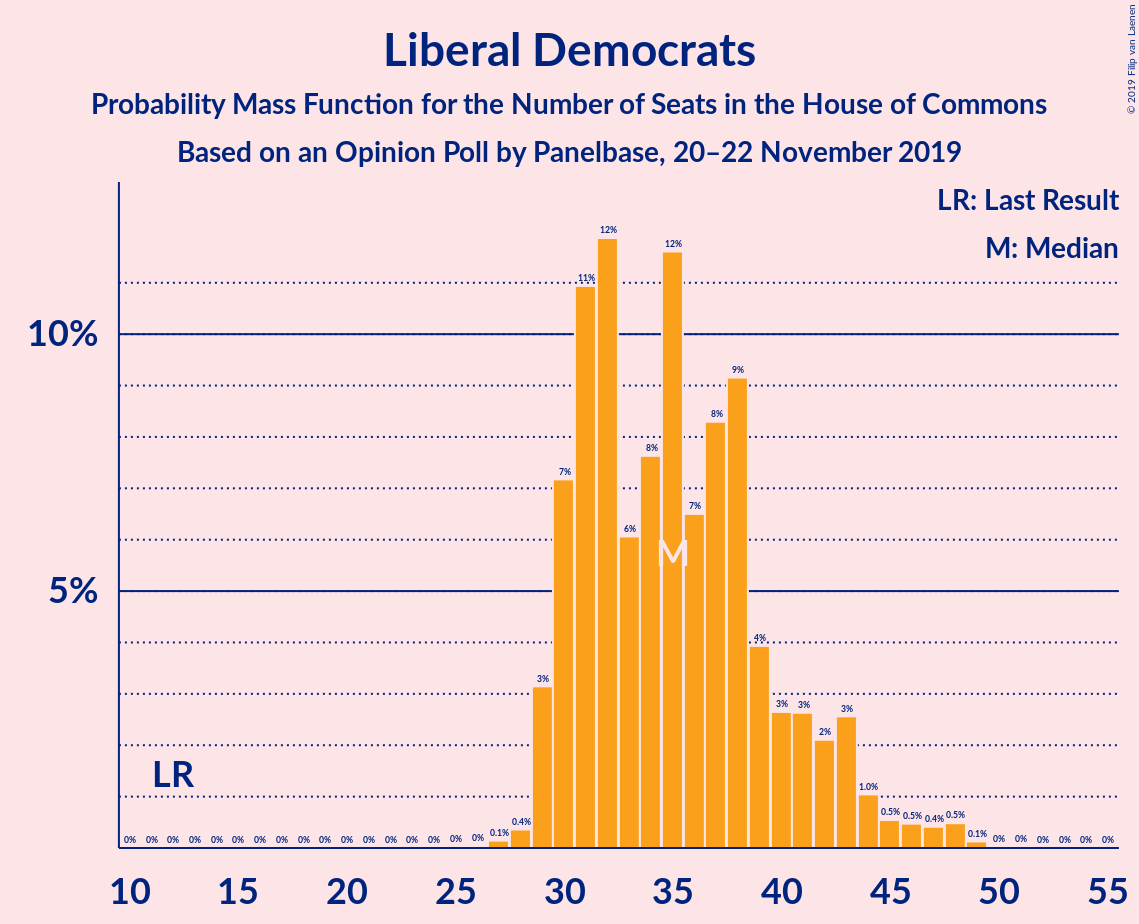 Liberal Democrats
Probability Mass Function for the Number of Seats in the House of Commons
Based on an Opinion Poll by Panelbase, 20–22 November 2019
© 2019 Filip van Laenen
LR: Last Result
M: Median
10%
5%
LR
M
0% 0% 0% 0% 0% 0% 0% 0% 0% 0% 0% 0% 0% 0% 0% 0% 0% 0.1% 0.4% 3% 7% 11% 12% 6% 8% 12% 7% 8% 9% 4% 3% 3% 2% 3% 1.0% 0.5% 0.5% 0.4% 0.5% 0.1% 0% 0% 0% 0% 0% 0%
10 15 20 25 30 35 40 45 50 55